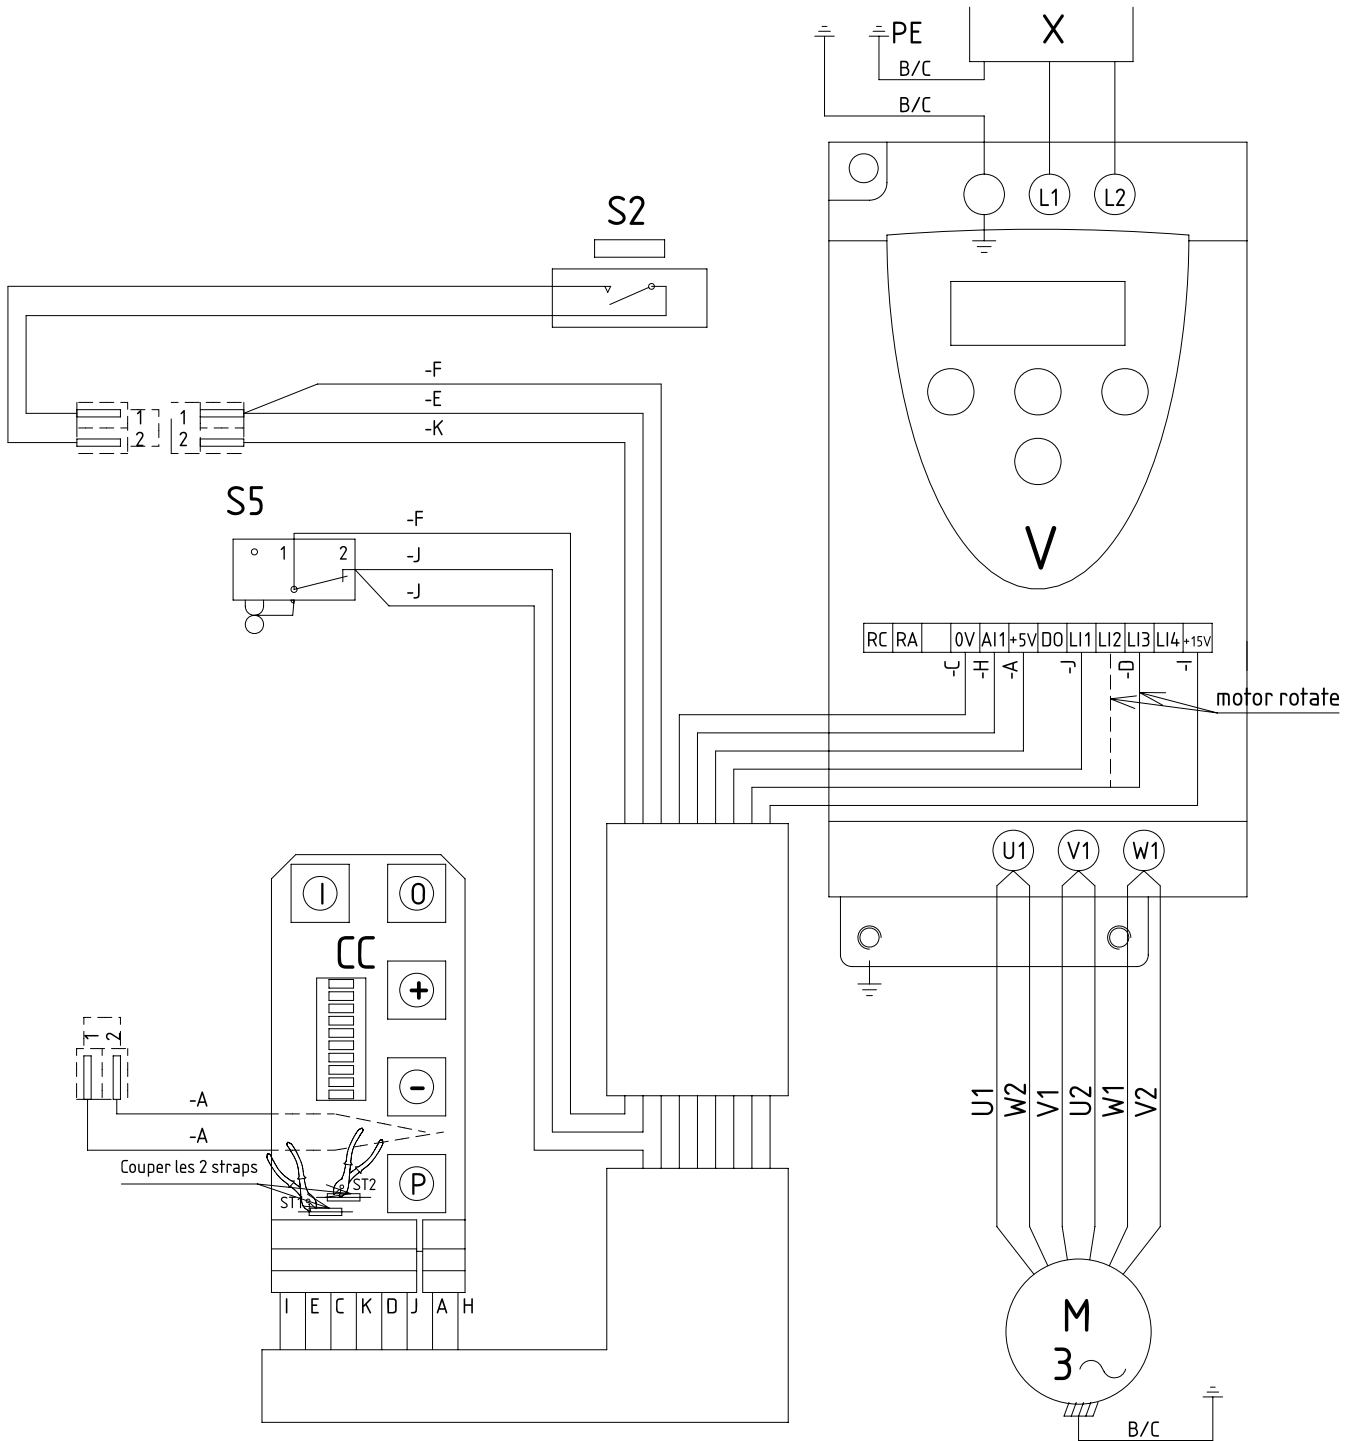 PE
X
B/C
B/C
L1 L2
S2
-F
-E
-K
1 1
2 2
S5
-F
1 2
-J
-J
V
RC RA 0V AI1 +5V DO LI1 LI2 LI3 LI4 +15V
-C -H -A -J -D -I
motor rotate
U1 V1 W1
I O
CC
+
-
1 2
-A
-A
Couper les 2 straps
P
ST2
ST1
U1 W2 V1 U2 W1 V2
I E C K D J A H
M
3~
B/C